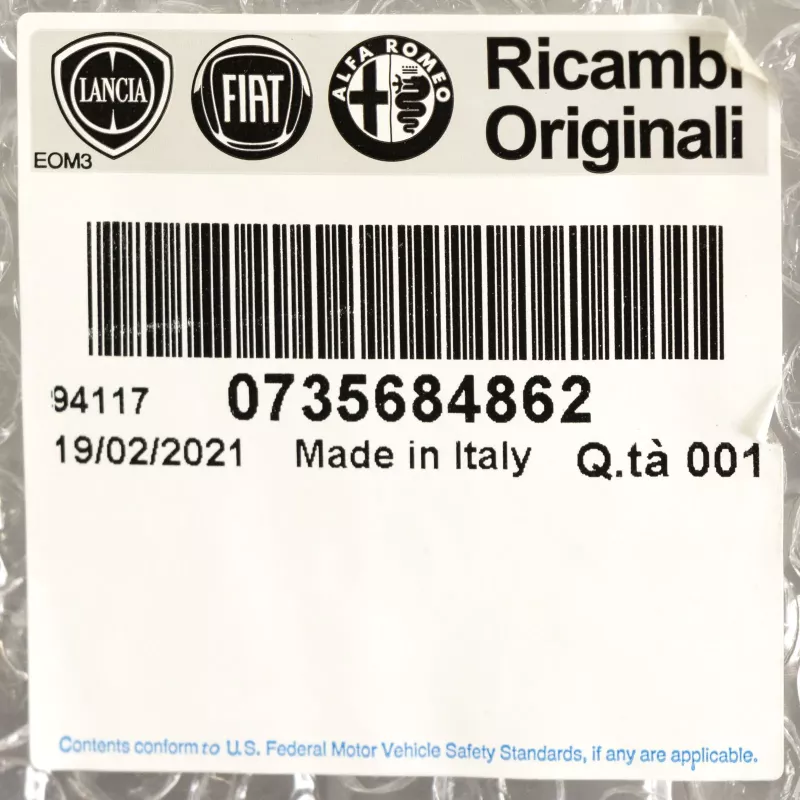 LANCIA
FIAT
ALFA ROMEO
Ricambi
Originali
EOM3
94117 0735684862
19/02/2021 Made in Italy Q.tà 001
Contents conform to U.S. Federal Motor Vehicle Safety Standards, if any are applicable.